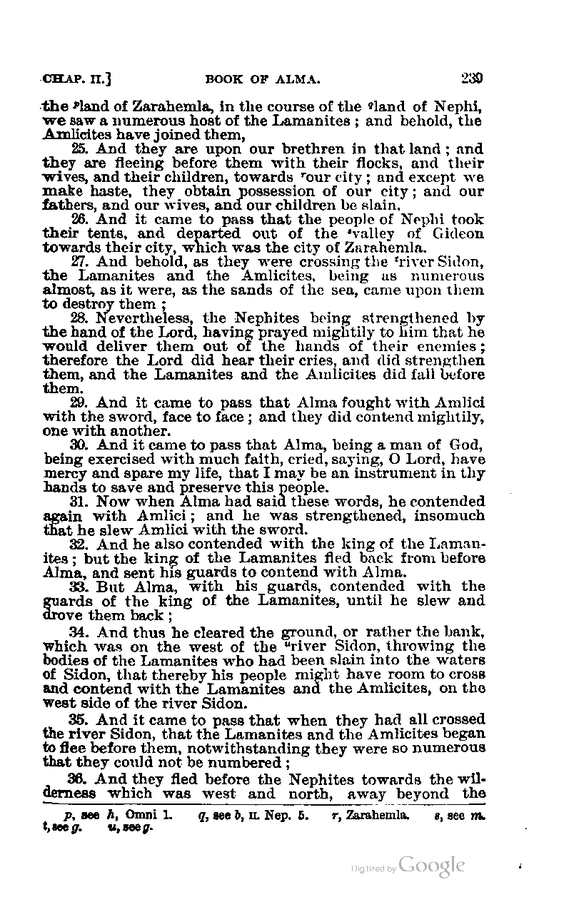 CHAP. II.] BOOK OF ALMA. 239
the ᵖland of Zarahemla, in the course of the ᑫland of Nephi,
we saw a numerous host of the Lamanites ; and behold, the
Amlicites have joined them,
25. And they are upon our brethren in that land ; and
they are fleeing before them with their flocks, and their
wives, and their children, towards ʳour city ; and except we
make haste, they obtain possession of our city ; and our
fathers, and our wives, and our children be slain.
26. And it came to pass that the people of Nephi took
their tents, and departed out of the ˢvalley of Gideon
towards their city, which was the city of Zarahemla.
27. And behold, as they were crossing the ᵗriver Sidon,
the Lamanites and the Amlicites, being as numerous
almost, as it were, as the sands of the sea, came upon them
to destroy them ;
28. Nevertheless, the Nephites being strengthened by
the hand of the Lord, having prayed mightily to him that he
would deliver them out of the hands of their enemies ;
therefore the Lord did hear their cries, and did strengthen
them, and the Lamanites and the Amlicites did fall before
them.
29. And it came to pass that Alma fought with Amlici
with the sword, face to face ; and they did contend mightily,
one with another.
30. And it came to pass that Alma, being a man of God,
being exercised with much faith, cried, saying, O Lord, have
mercy and spare my life, that I may be an instrument in thy
hands to save and preserve this people.
31. Now when Alma had said these words, he contended
again with Amlici ; and he was strengthened, insomuch
that he slew Amlici with the sword.
32. And he also contended with the king of the Laman-
ites ; but the king of the Lamanites fled back from before
Alma, and sent his guards to contend with Alma.
33. But Alma, with his guards, contended with the
guards of the king of the Lamanites, until he slew and
drove them back ;
34. And thus he cleared the ground, or rather the bank,
which was on the west of the ᵘriver Sidon, throwing the
bodies of the Lamanites who had been slain into the waters
of Sidon, that thereby his people might have room to cross
and contend with the Lamanites and the Amlicites, on the
west side of the river Sidon.
35. And it came to pass that when they had all crossed
the river Sidon, that the Lamanites and the Amlicites began
to flee before them, notwithstanding they were so numerous
that they could not be numbered ;
36. And they fled before the Nephites towards the wil-
derness which was west and north, away beyond the
p, see h, Omni 1. q, see b, II. Nep. 5. r, Zarahemla. s, see m.
t, see g. u, see g.
Digitized by Google